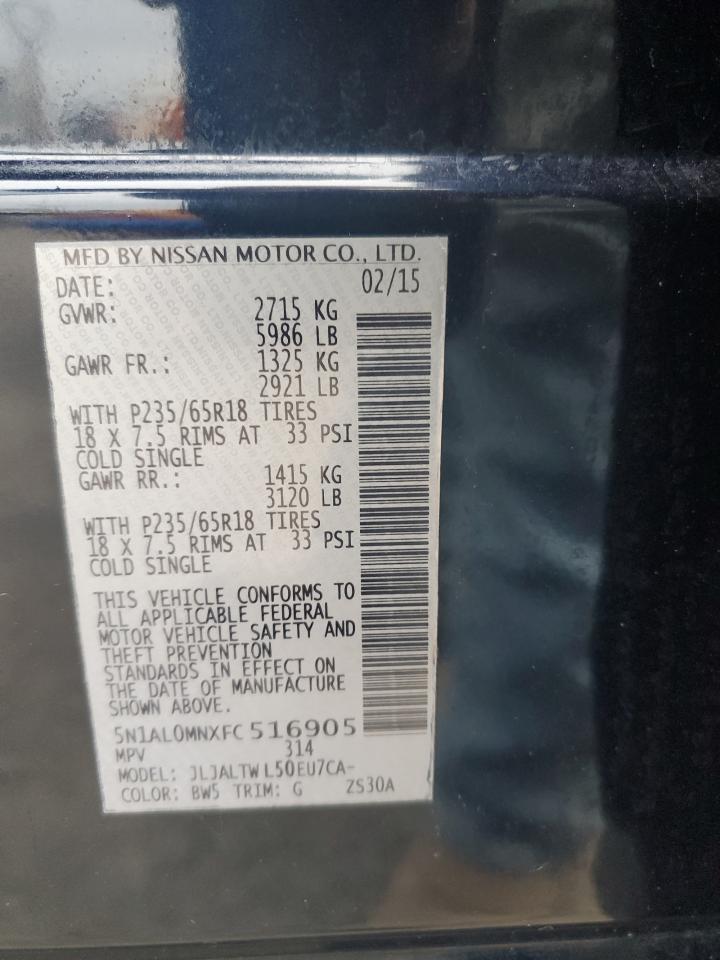 MFD BY NISSAN MOTOR CO., LTD.
DATE: 02/15
GVWR: 2715 KG
5986 LB
GAWR FR.: 1325 KG
2921 LB
WITH P235/65R18 TIRES
18 X 7.5 RIMS AT 33 PSI
COLD SINGLE
GAWR RR.: 1415 KG
3120 LB
WITH P235/65R18 TIRES
18 X 7.5 RIMS AT 33 PSI
COLD SINGLE
THIS VEHICLE CONFORMS TO
ALL APPLICABLE FEDERAL
MOTOR VEHICLE SAFETY AND
THEFT PREVENTION
STANDARDS IN EFFECT ON
THE DATE OF MANUFACTURE
SHOWN ABOVE.
5N1AL0MNXFC516905
MPV 314
MODEL: JLJALTWL50EU7CA-
COLOR: BW5 TRIM: G ZS30A